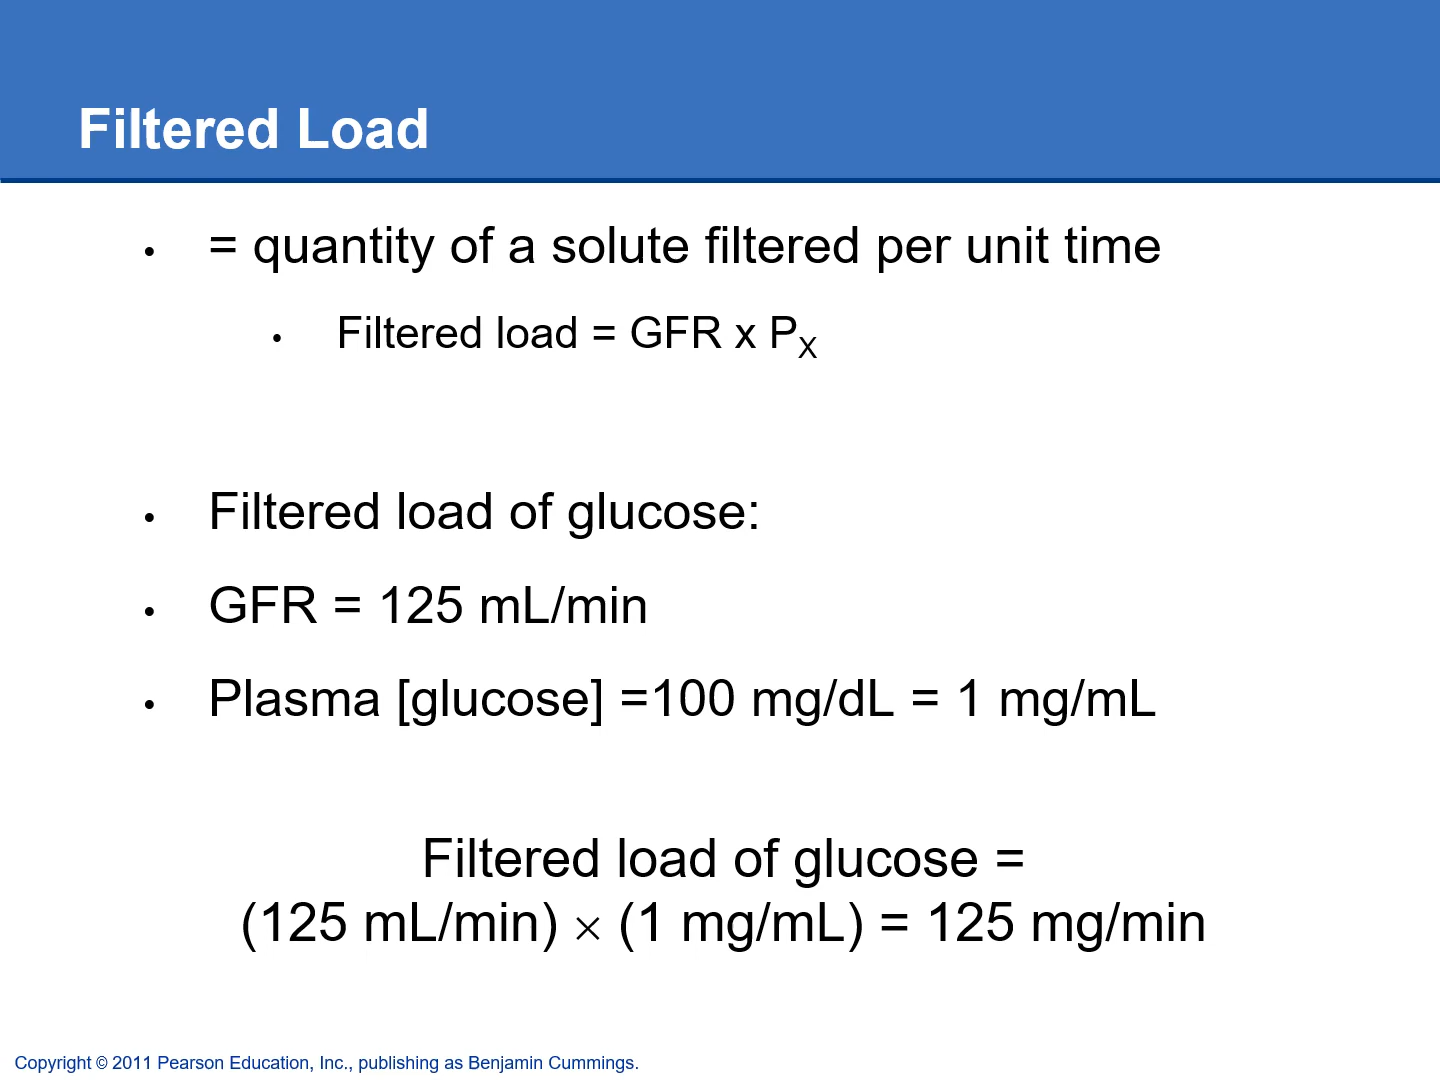 Filtered Load
• = quantity of a solute filtered per unit time
• Filtered load = GFR x PX
• Filtered load of glucose:
• GFR = 125 mL/min
• Plasma [glucose] =100 mg/dL = 1 mg/mL
Filtered load of glucose =
(125 mL/min) × (1 mg/mL) = 125 mg/min
Copyright © 2011 Pearson Education, Inc., publishing as Benjamin Cummings.